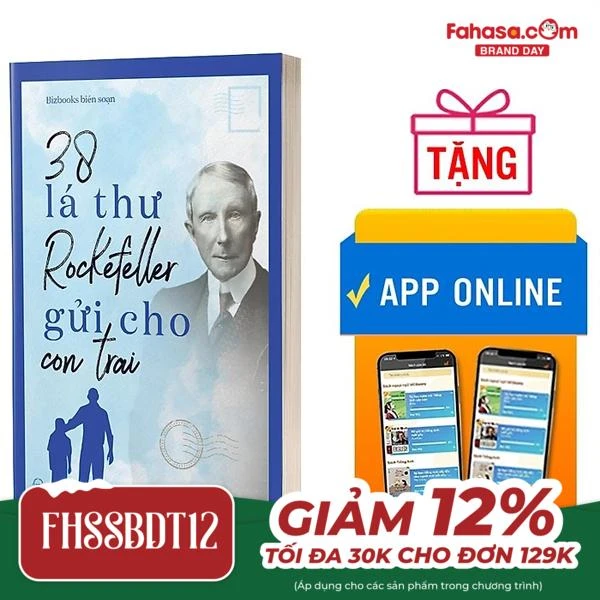 Fahasa.com
BRAND DAY
Bizbooks biên soạn
38
lá thư
Rockefeller
gửi cho
con trai
TẶNG
APP ONLINE
FHSSBDT12
GIẢM 12%
TỐI ĐA 30K CHO ĐƠN 129K
(Áp dụng cho các sản phẩm trong chương trình)